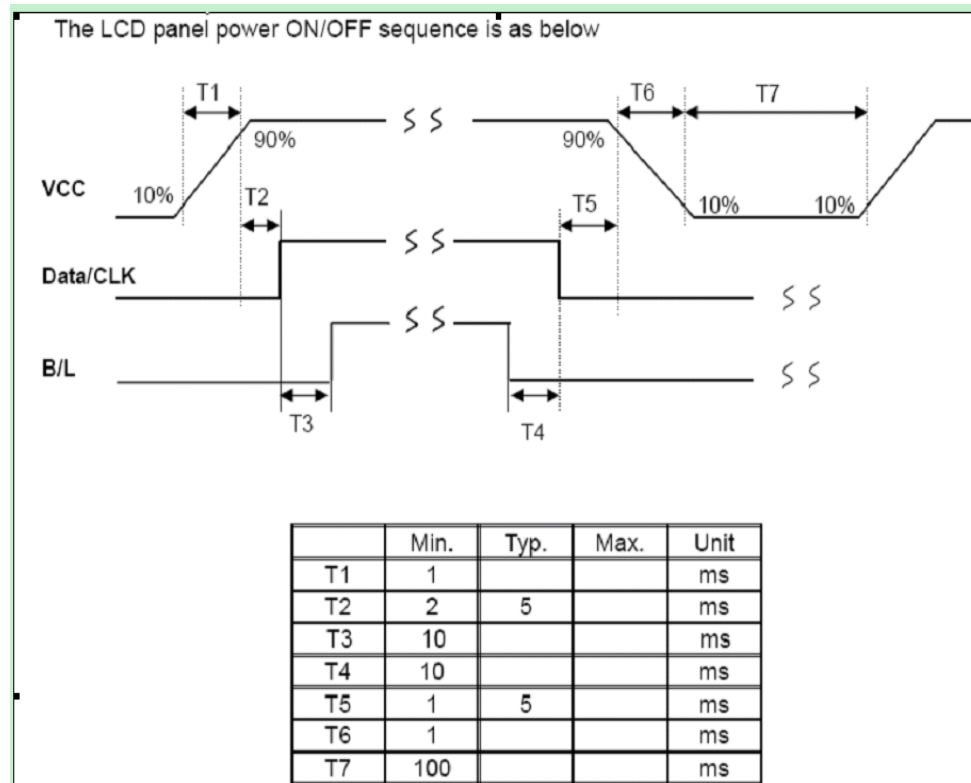 The LCD panel power ON/OFF sequence is as below
T1 T6 T7
90% 90%
VCC 10% T2 T5 10% 10%
Data/CLK
B/L
T3 T4
Min. Typ. Max. Unit
T1 1 ms
T2 2 5 ms
T3 10 ms
T4 10 ms
T5 1 5 ms
T6 1 ms
T7 100 ms